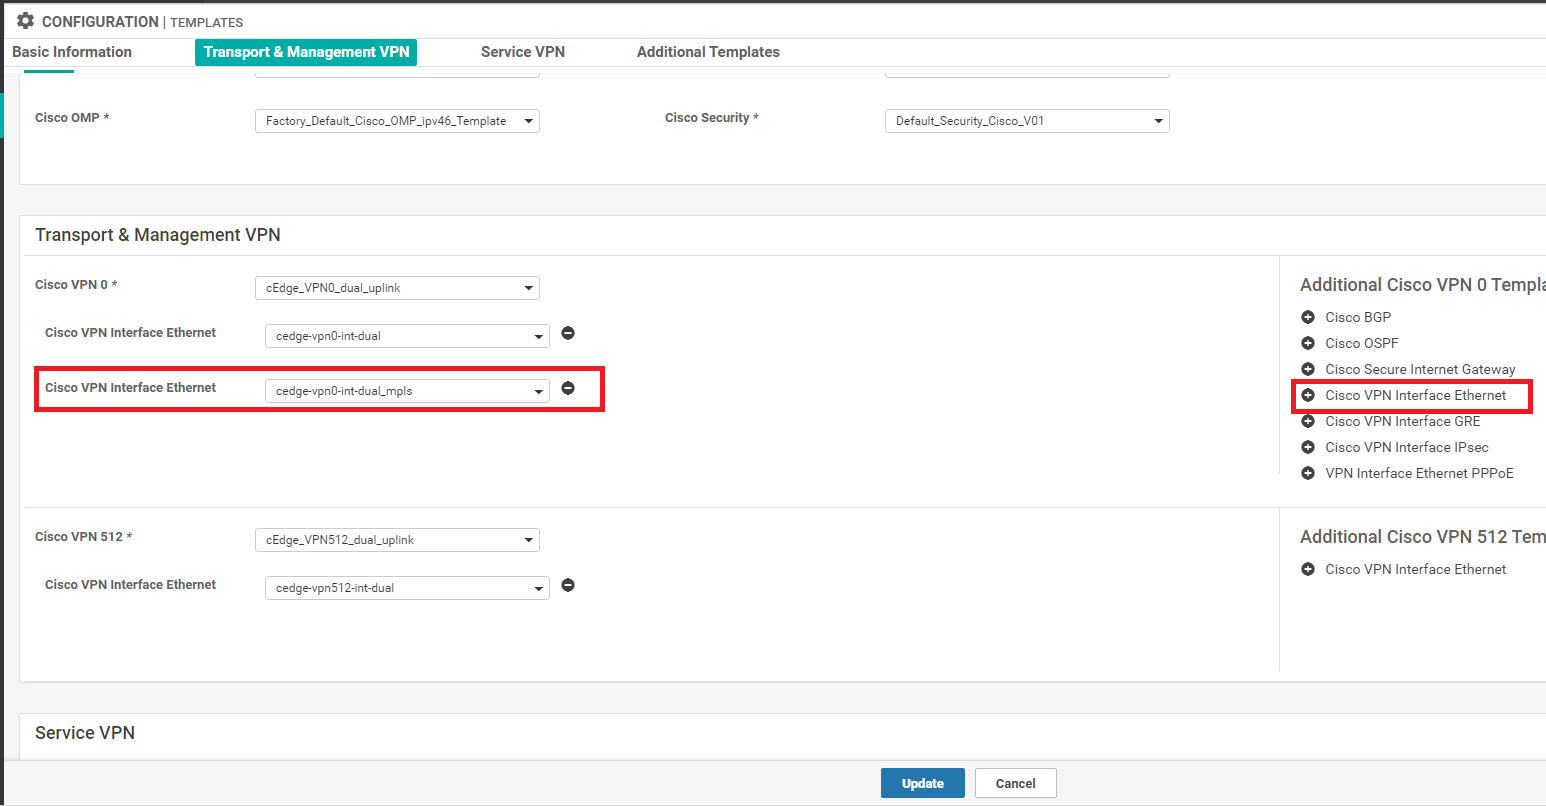 CONFIGURATION | TEMPLATES
Basic Information Transport & Management VPN Service VPN Additional Templates
Cisco OMP * Factory_Default_Cisco_OMP_ipv46_Template Cisco Security * Default_Security_Cisco_V01
Transport & Management VPN
Cisco VPN 0 * cEdge_VPN0_dual_uplink
Cisco VPN Interface Ethernet cedge-vpn0-int-dual
Cisco VPN Interface Ethernet cedge-vpn0-int-dual_mpls
Additional Cisco VPN 0 Templa
Cisco BGP
Cisco OSPF
Cisco Secure Internet Gateway
Cisco VPN Interface Ethernet
Cisco VPN Interface GRE
Cisco VPN Interface IPsec
VPN Interface Ethernet PPPoE
Cisco VPN 512 * cEdge_VPN512_dual_uplink
Cisco VPN Interface Ethernet cedge-vpn512-int-dual
Additional Cisco VPN 512 Tem
Cisco VPN Interface Ethernet
Service VPN
Update Cancel